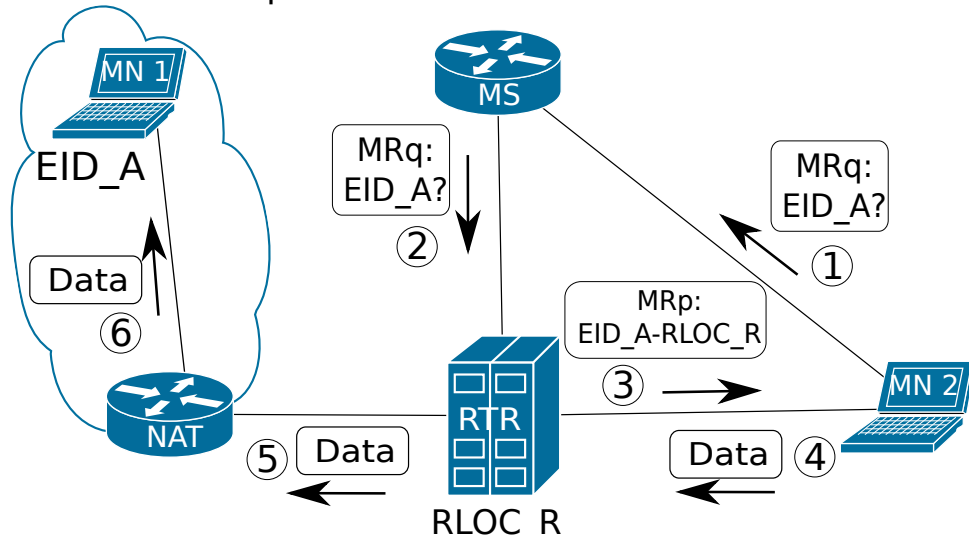 MN 1
EID_A
MS
MRq:
EID_A?
②
MRq:
EID_A?
①
Data
⑥
MRp:
EID_A-RLOC_R
③
MN 2
NAT
RTR
⑤
Data
Data
④
RLOC_R